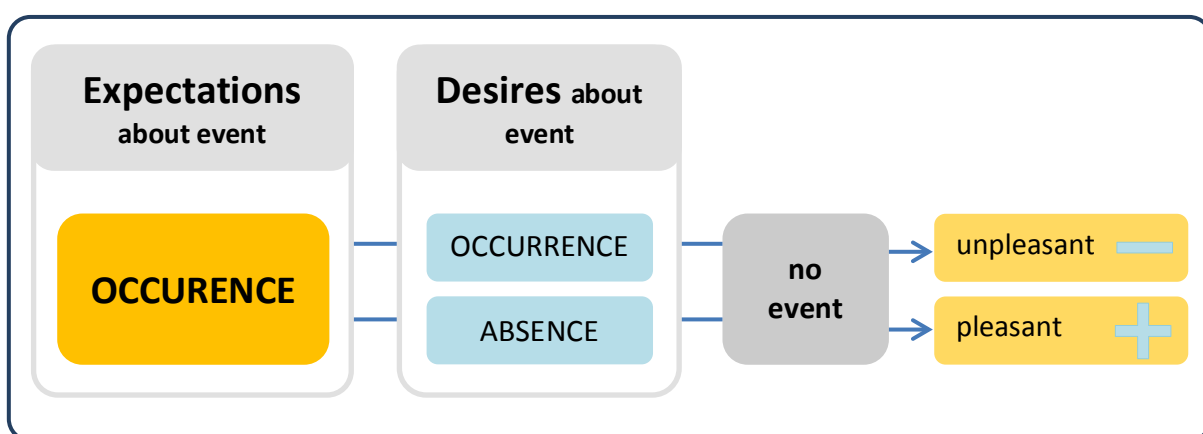 Expectations
about event
Desires about
event
OCCURENCE
OCCURRENCE
ABSENCE
no
event
unpleasant
pleasant